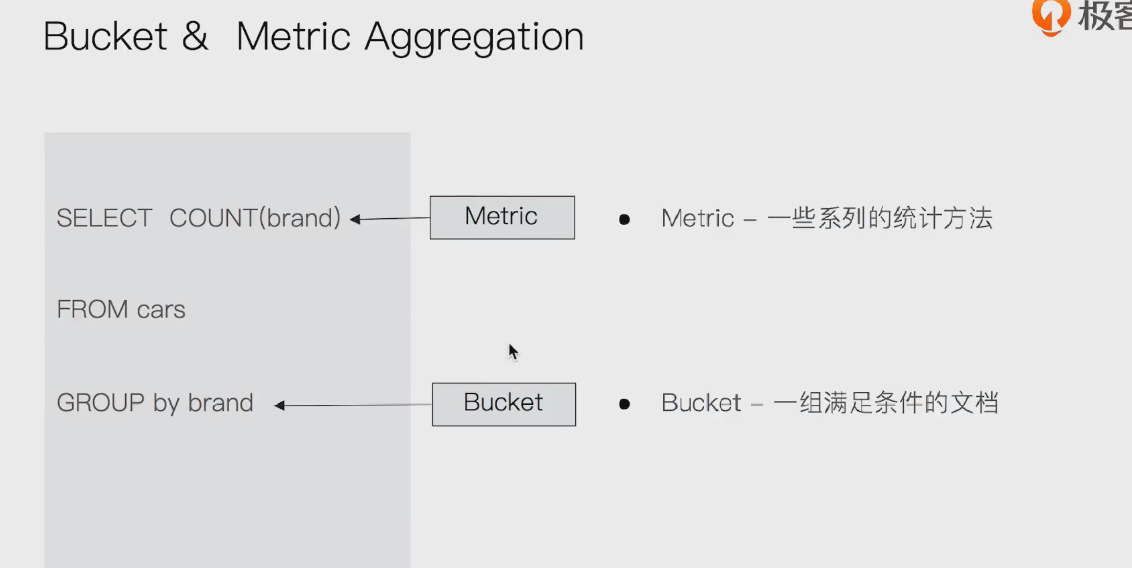 Bucket & Metric Aggregation
极客
SELECT COUNT(brand)
Metric
● Metric – 一些系列的统计方法
FROM cars
GROUP by brand
Bucket
● Bucket – 一组满足条件的文档